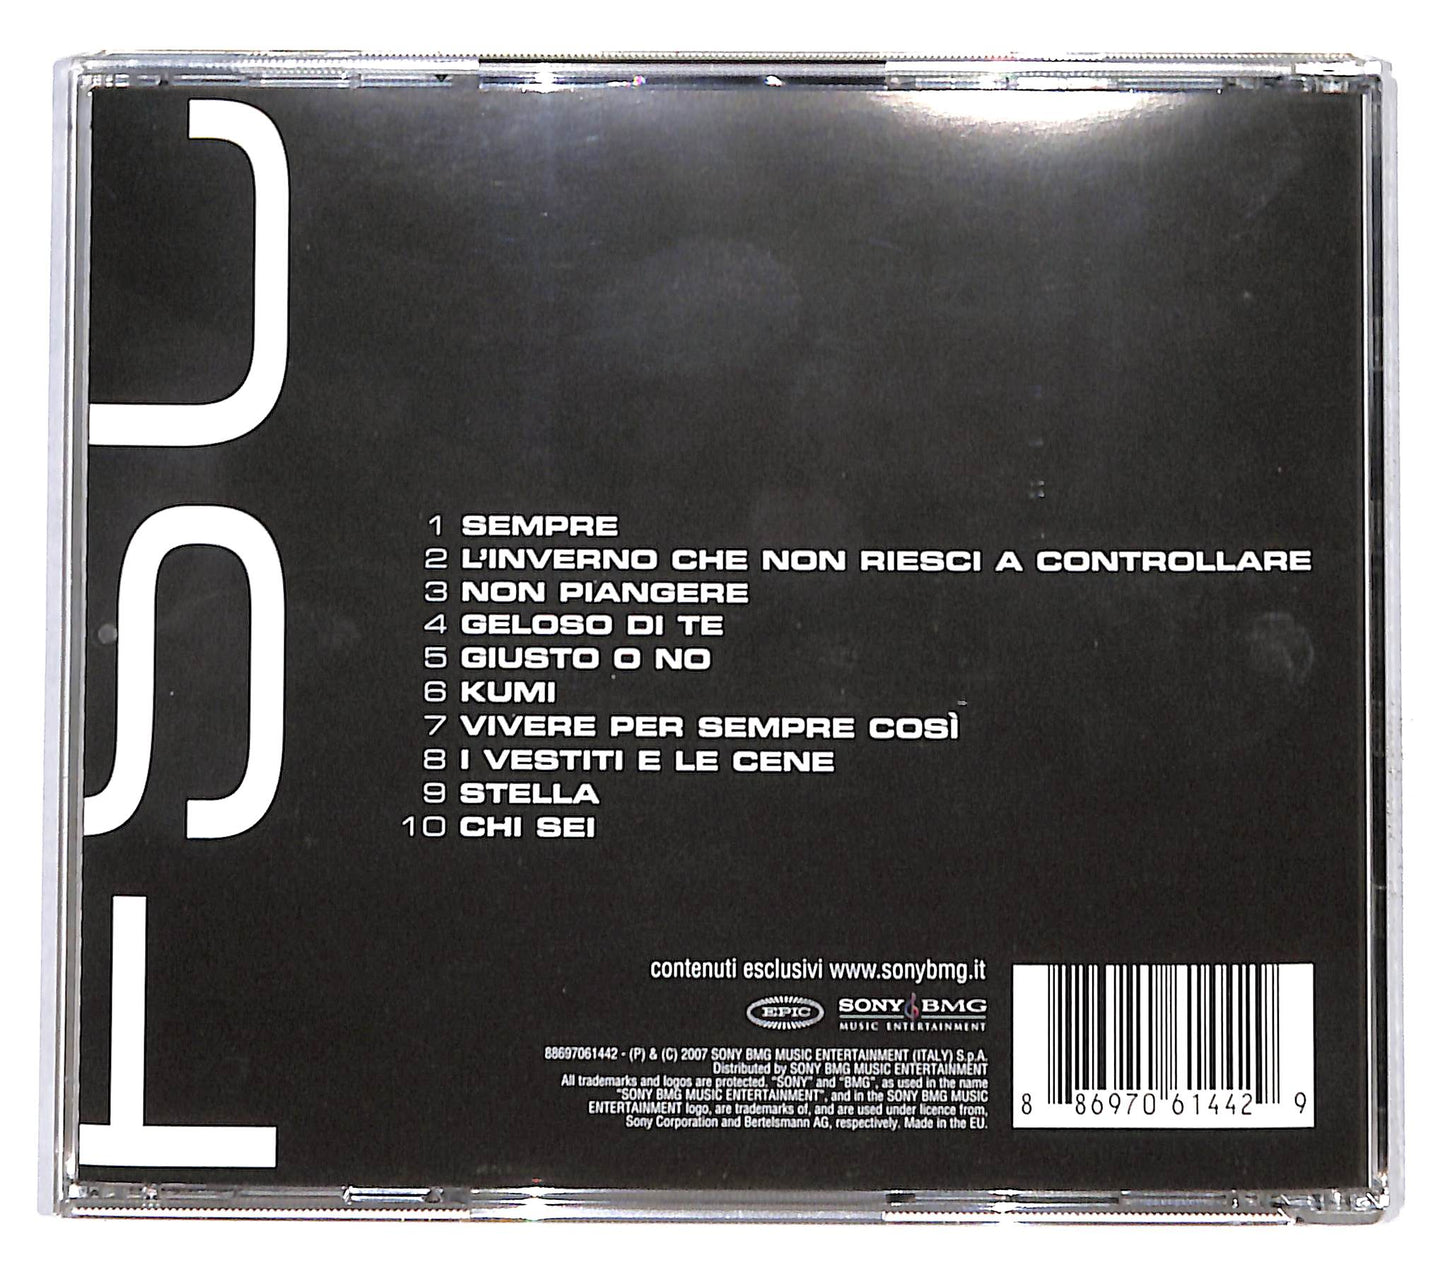 1 SEMPRE
2 L'INVERNO CHE NON RIESCI A CONTROLLARE
3 NON PIANGERE
4 GELOSO DI TE
5 GIUSTO O NO
6 KUMI
7 VIVERE PER SEMPRE COSÌ
8 I VESTITI E LE CENE
9 STELLA
10 CHI SEI
contenuti esclusivi www.sonybmg.it
EPIC SONY BMG
MUSIC ENTERTAINMENT
88697061442 - (P) & (C) 2007 SONY BMG MUSIC ENTERTAINMENT (ITALY) S.p.A.
Distributed by SONY BMG MUSIC ENTERTAINMENT
All trademarks and logos are protected. "SONY" and "BMG", as used in the name
"SONY BMG MUSIC ENTERTAINMENT", and in the SONY BMG MUSIC
ENTERTAINMENT logo, are trademarks of, and are used under licence from,
Sony Corporation and Bertelsmann AG, respectively. Made in the EU.
8 86970 61442 9